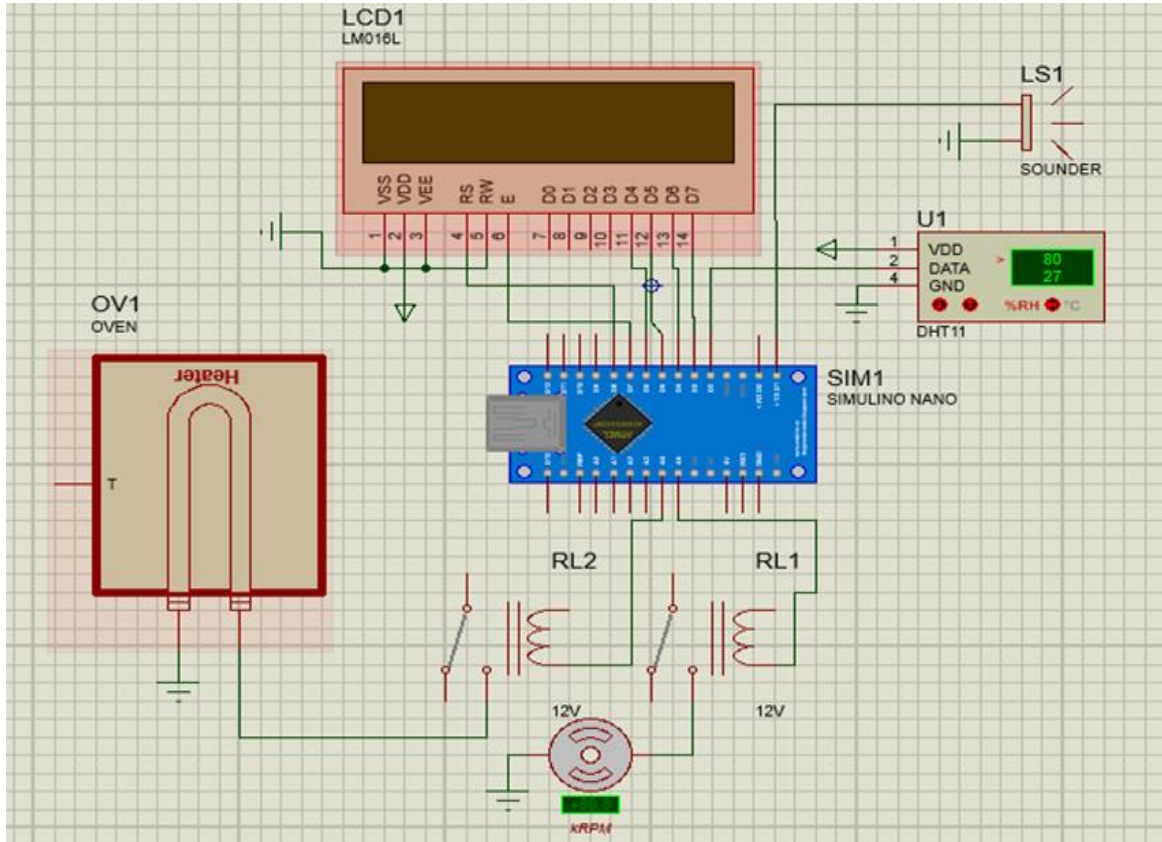 LCD1
LM016L
VSS
VDD
VEE
RS
RW
E
D0
D1
D2
D3
D4
D5
D6
D7
1
2
3
4
5
6
7
8
9
10
11
12
13
14
LS1
SOUNDER
U1
1
VDD
2
DATA
4
GND
>
80
27
%RH
°C
DHT11
OV1
OVEN
Heater
T
SIM1
SIMULINO NANO
ATMEL
RL2
RL1
12V
12V
kRPM